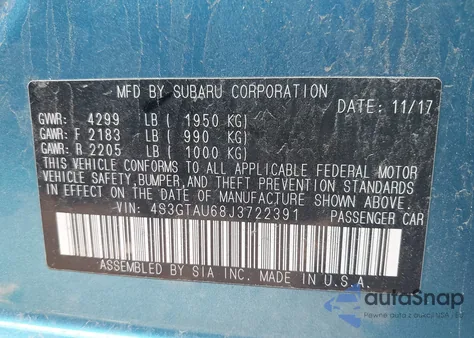 MFD BY SUBARU CORPORATION
DATE: 11/17
GVWR: 4299 LB ( 1950 KG)
GAWR: F 2183 LB ( 990 KG)
GAWR: R 2205 LB ( 1000 KG)
THIS VEHICLE CONFORMS TO ALL APPLICABLE FEDERAL MOTOR
VEHICLE SAFETY,BUMPER,AND THEFT PREVENTION STANDARDS
IN EFFECT ON THE DATE OF MANUFACTURE SHOWN ABOVE.
VIN: 4S3GTAU68J3722391 PASSENGER CAR
ASSEMBLED BY SIA INC. MADE IN U.S.A.
autoSnap
Pewne auto z USA